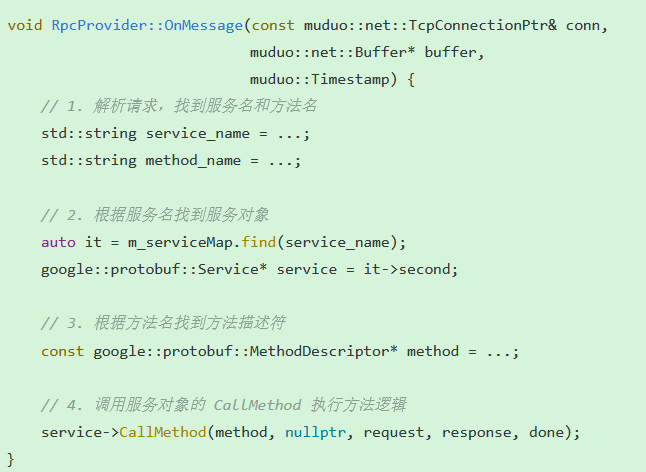 void RpcProvider::OnMessage(const muduo::net::TcpConnectionPtr& conn,
                            muduo::net::Buffer* buffer,
                            muduo::Timestamp) {
    // 1. 解析请求，找到服务名和方法名
    std::string service_name = ...;
    std::string method_name = ...;

    // 2. 根据服务名找到服务对象
    auto it = m_serviceMap.find(service_name);
    google::protobuf::Service* service = it->second;

    // 3. 根据方法名找到方法描述符
    const google::protobuf::MethodDescriptor* method = ...;

    // 4. 调用服务对象的 CallMethod 执行方法逻辑
    service->CallMethod(method, nullptr, request, response, done);
}